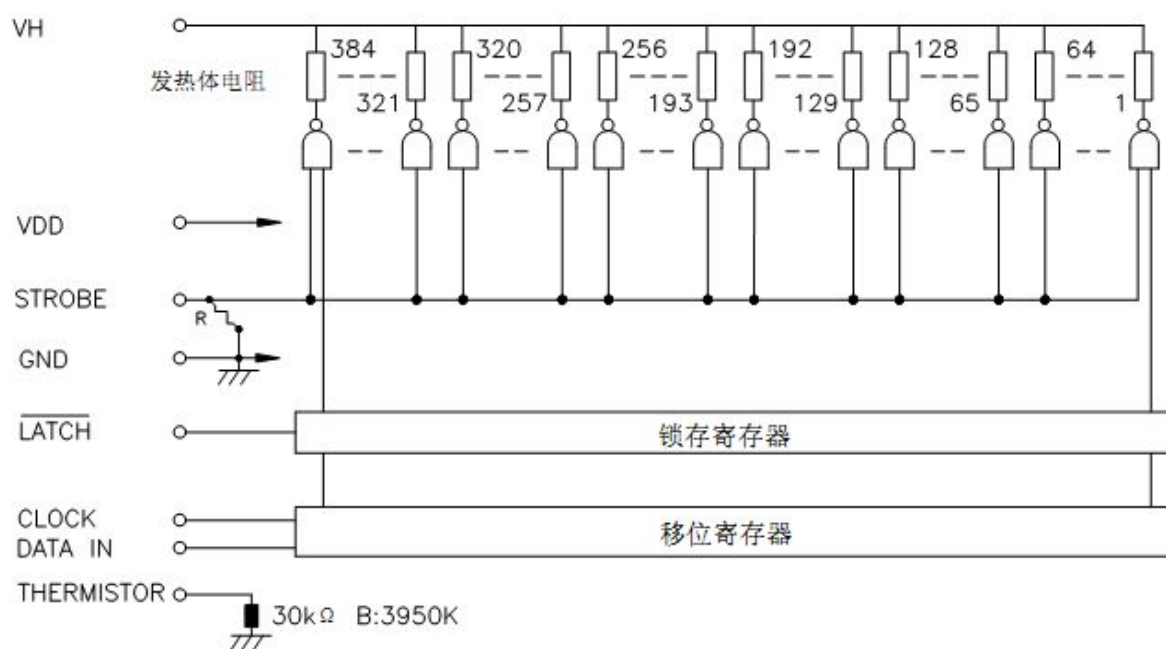 VH
384 320 256 192 128 64
发热体电阻
321 257 193 129 65 1
VDD
STROBE
R
GND
LATCH
锁存寄存器
CLOCK
移位寄存器
DATA IN
THERMISTOR
30kΩ B:3950K